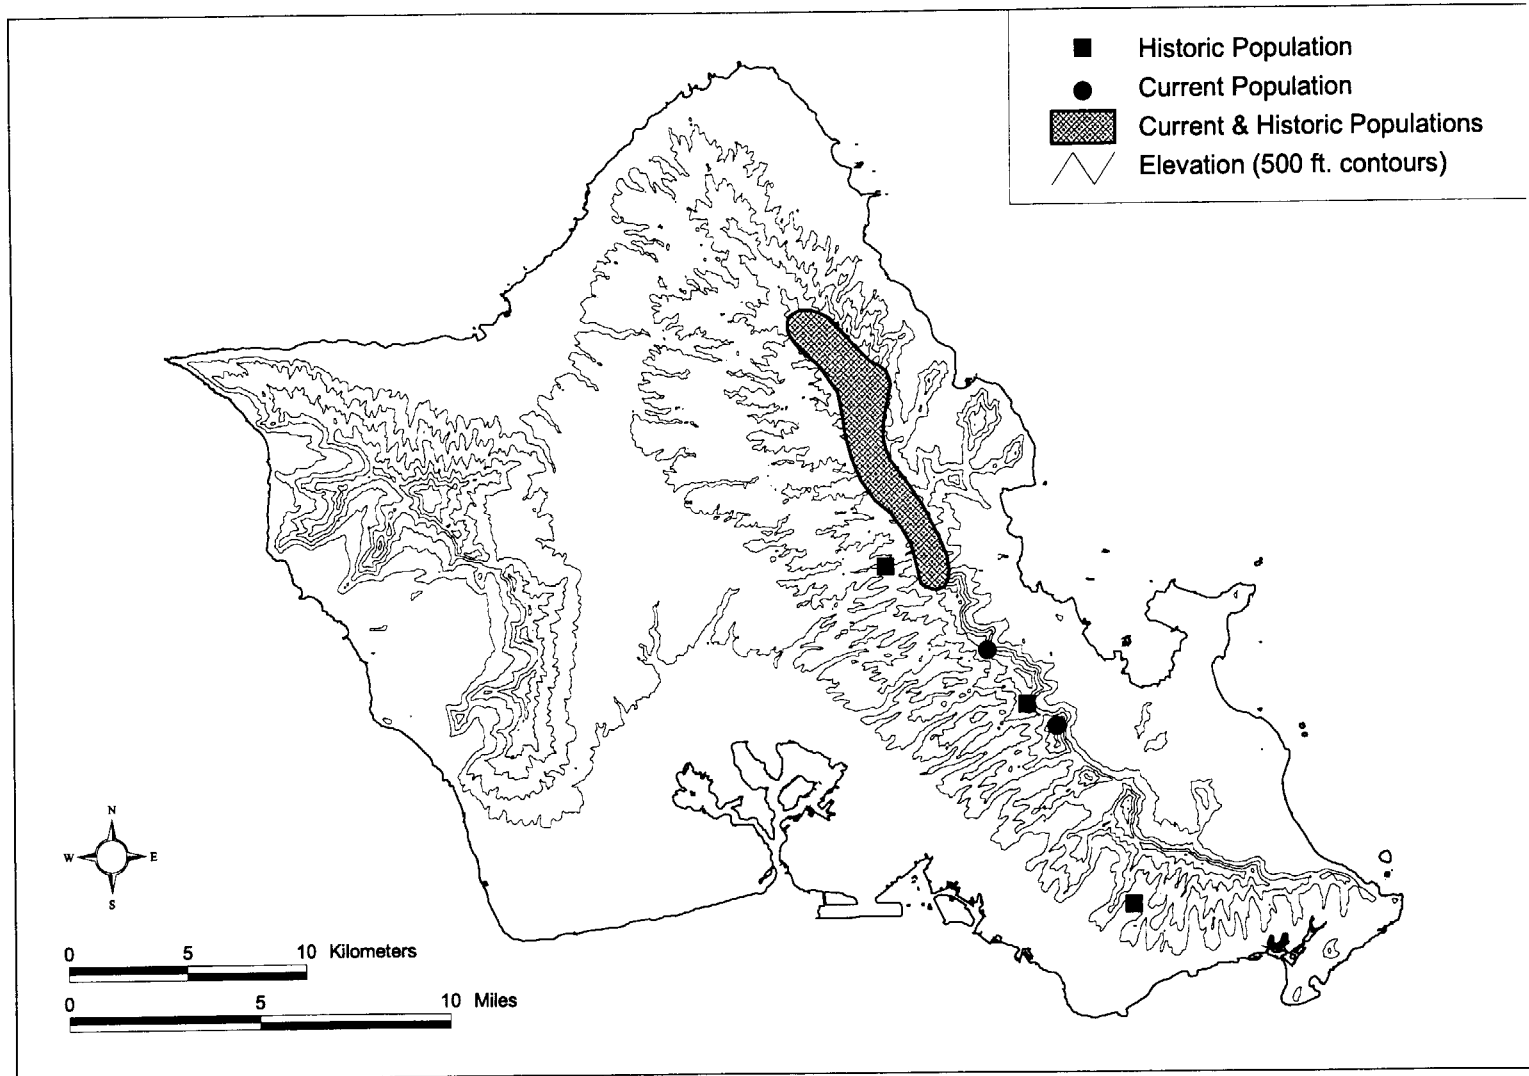 Historic Population
Current Population
Current & Historic Populations
Elevation (500 ft. contours)
N
W E
S
0 5 10 Kilometers
0 5 10 Miles